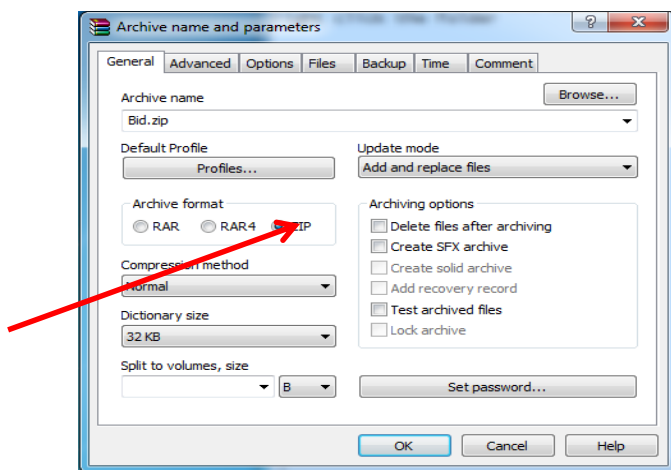 click the folder
Archive name and parameters
General Advanced Options Files Backup Time Comment
Archive name
Browse...
Bid.zip
Default Profile
Update mode
Profiles...
Add and replace files
Archive format
Archiving options
RAR RAR4 ZIP
Delete files after archiving
Create SFX archive
Compression method
Create solid archive
Normal
Add recovery record
Dictionary size
Test archived files
32 KB
Lock archive
Split to volumes, size
B
Set password...
OK Cancel Help